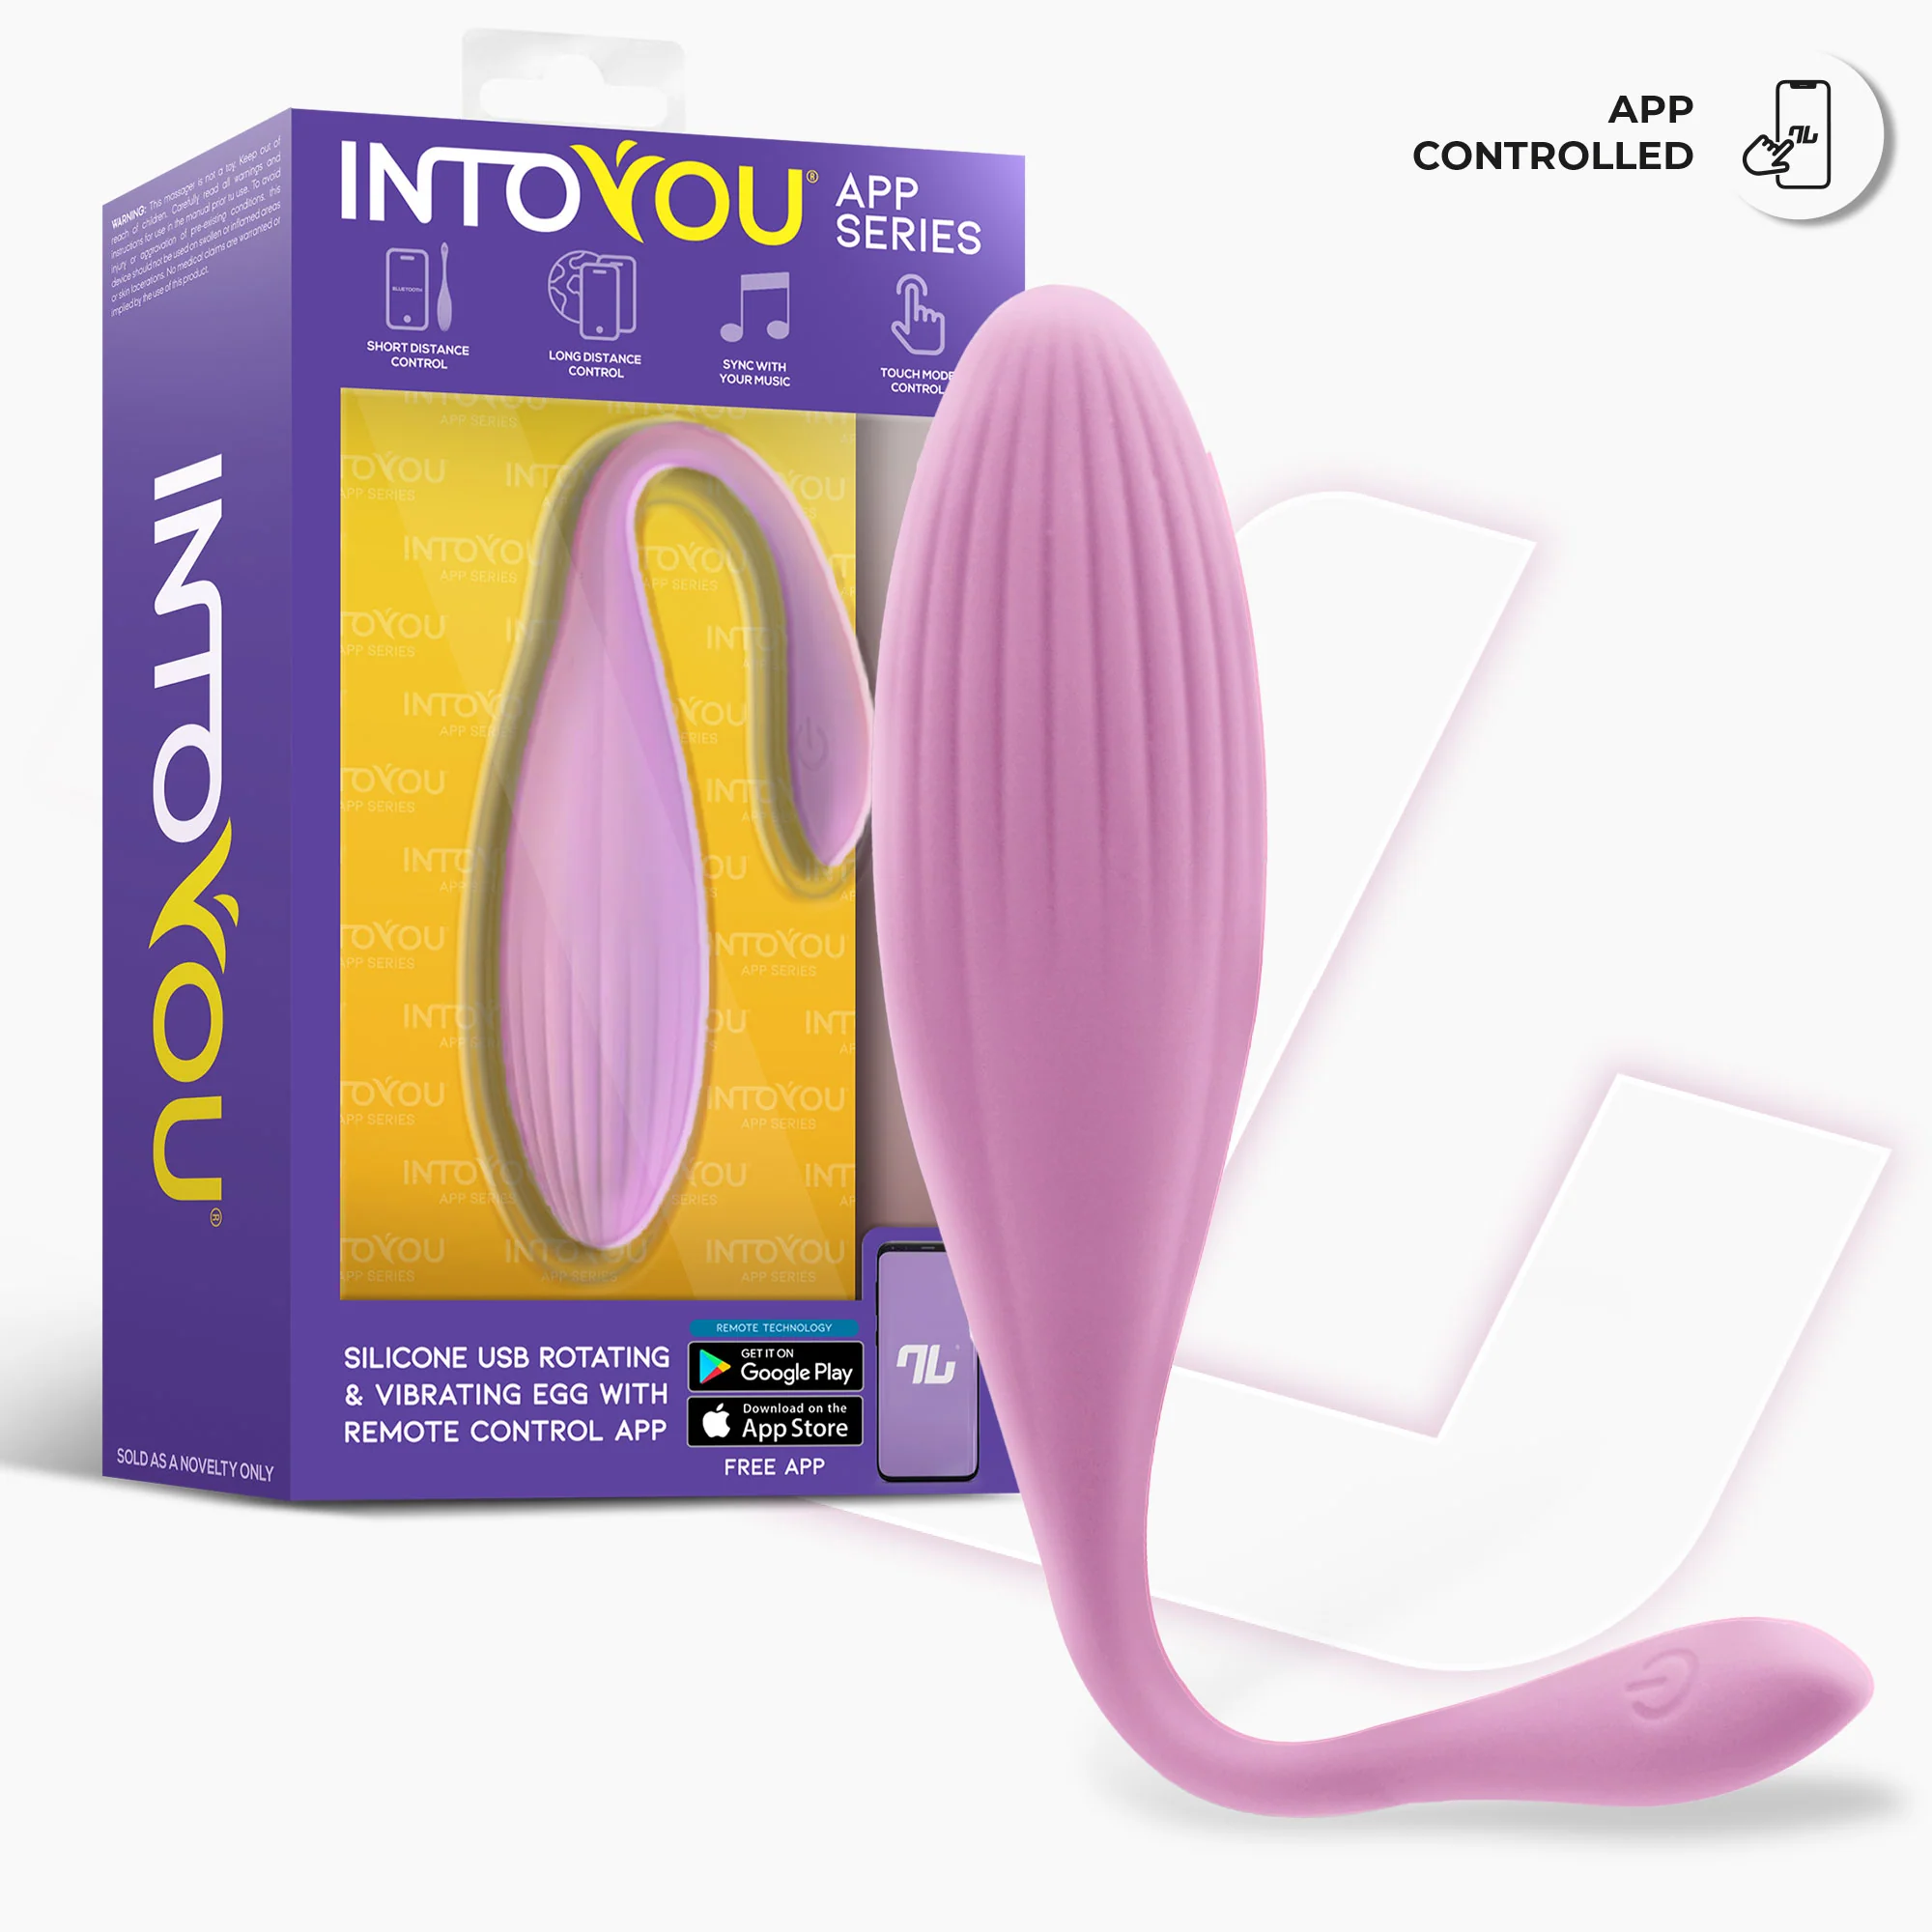 APP
CONTROLLED
INTOYOU® APP
SERIES
BLUETOOTH
SHORT DISTANCE
CONTROL
LONG DISTANCE
CONTROL
SYNC WITH
YOUR MUSIC
TOUCH MODE
CONTROL
WARNING: This massager is not a toy. Keep out of
reach of children. Carefully read all warnings and
instructions for use in the manual prior to use. To avoid
injury or aggravation of pre-existing conditions, this
device should not be used on swollen or inflamed areas
or skin lacerations. No medical claims are warranted or
implied by the use of this product.
INTOYOU®
INTOYOU
APP SERIES
SILICONE USB ROTATING
& VIBRATING EGG WITH
REMOTE CONTROL APP
REMOTE TECHNOLOGY
GET IT ON
Google Play
Download on the
App Store
FREE APP
SOLD AS A NOVELTY ONLY